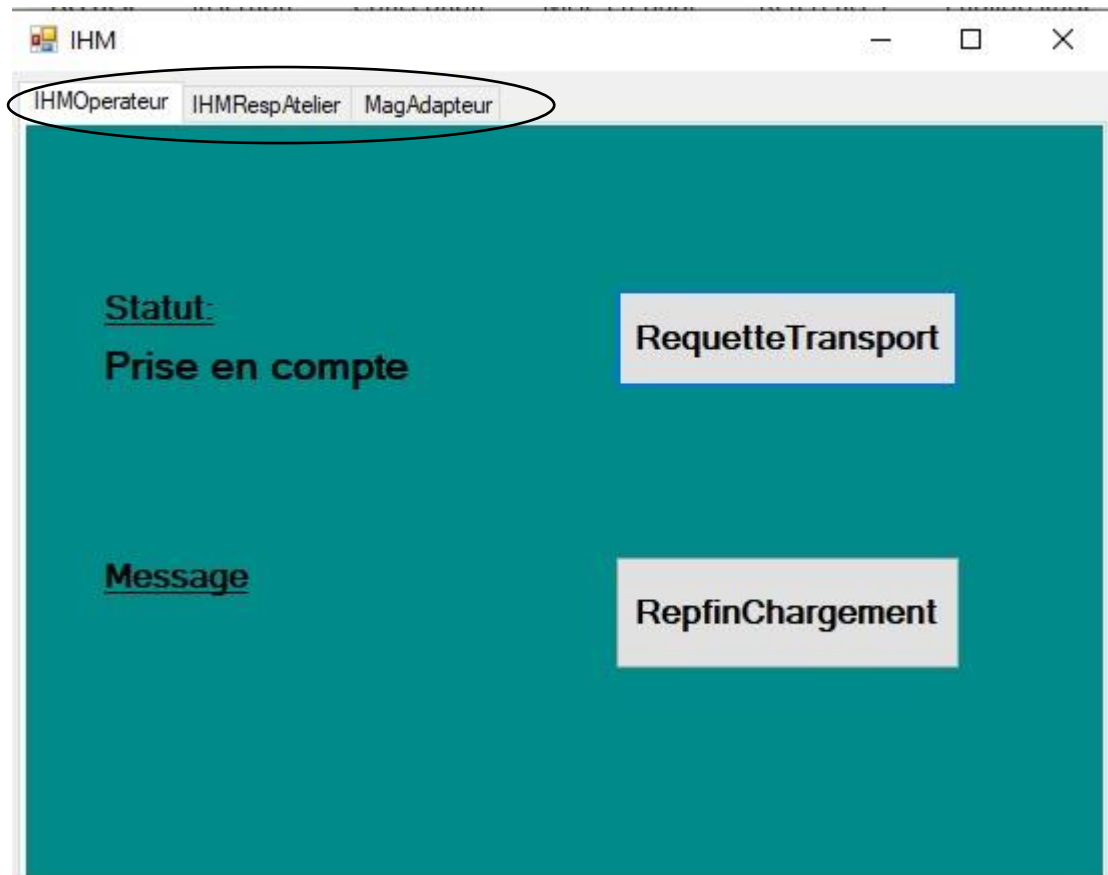 IHM
IHMOperateur IHMRespAtelier MagAdapteur
Statut:
RequetteTransport
Prise en compte
Message
RepfinChargement